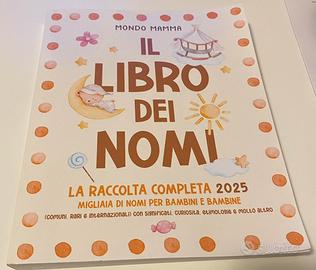 MONDO MAMMA
IL
LIBRO
DEI
NOMI
LA RACCOLTA COMPLETA 2025
MIGLIAIA DI NOMI PER BAMBINI E BAMBINE
(COMUNI, RARI E INTERNAZIONALI) CON SIGNIFICATI, CURIOSITÀ, ETIMOLOGIA E MOLTO ALTRO